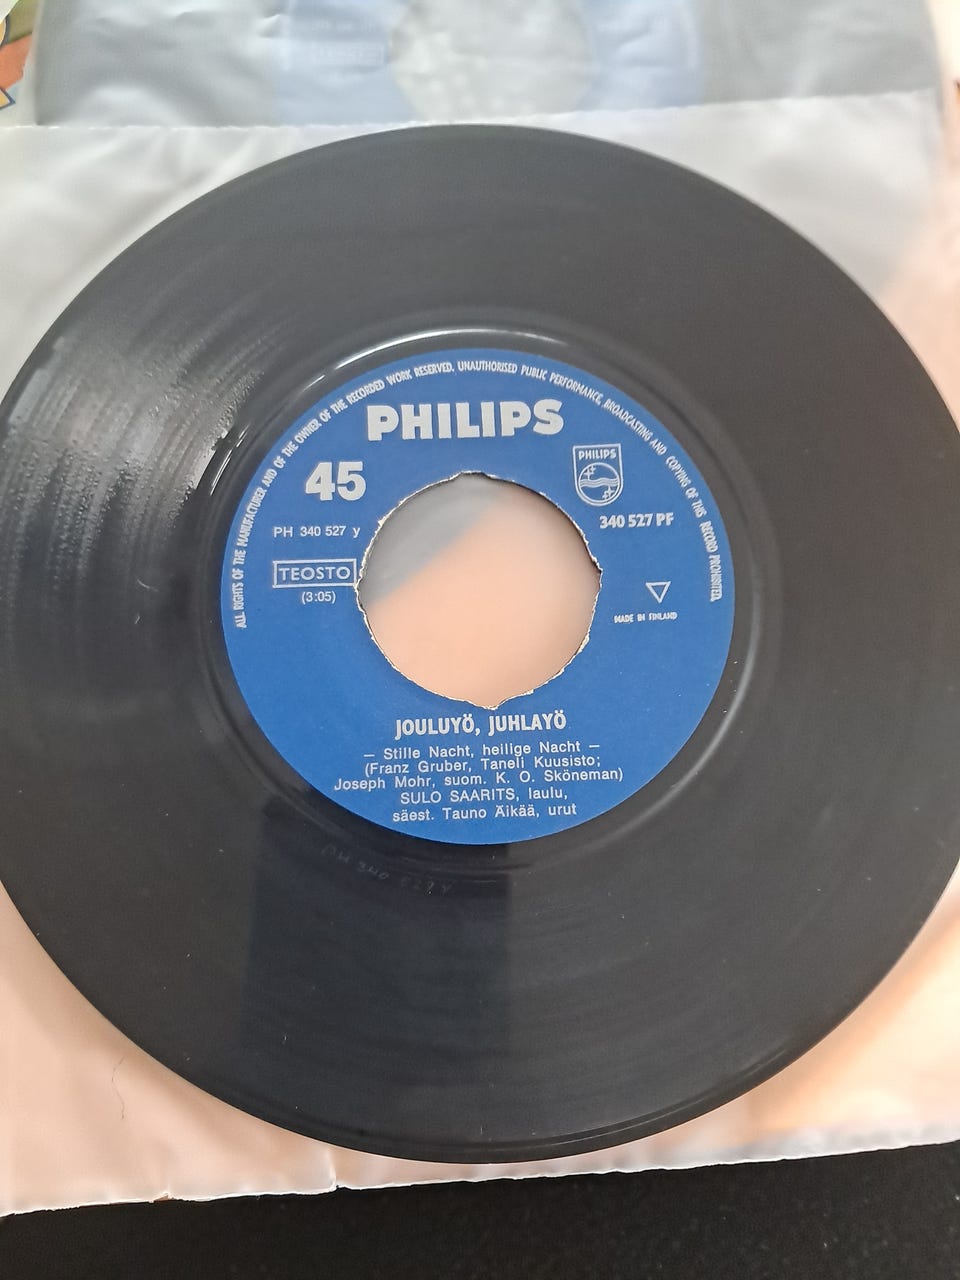 ALL RIGHTS OF THE MANUFACTURER AND OF THE OWNER OF THE RECORDED WORK RESERVED. UNAUTHORISED PUBLIC PERFORMANCE, BROADCASTING AND COPYING OF THIS RECORD PROHIBITED.
PHILIPS
45
PHILIPS
PH 340 527 y
340 527 PF
TEOSTO
(3:05)
MADE IN FINLAND
JOULUYÖ, JUHLAYÖ
— Stille Nacht, heilige Nacht —
(Franz Gruber, Taneli Kuusisto;
Joseph Mohr, suom. K. O. Sköneman)
SULO SAARITS, laulu,
säest. Tauno Äikää, urut